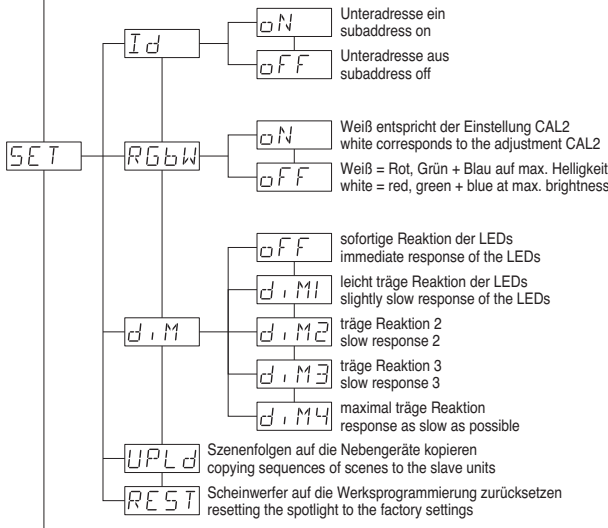 Id
oN
Unteradresse ein
subaddress on
oFF
Unteradresse aus
subaddress off
SET
RGbW
oN
Weiß entspricht der Einstellung CAL2
white corresponds to the adjustment CAL2
oFF
Weiß = Rot, Grün + Blau auf max. Helligkeit
white = red, green + blue at max. brightness
diM
oFF
sofortige Reaktion der LEDs
immediate response of the LEDs
diM1
leicht träge Reaktion der LEDs
slightly slow response of the LEDs
diM2
träge Reaktion 2
slow response 2
diM3
träge Reaktion 3
slow response 3
diM4
maximal träge Reaktion
response as slow as possible
UPLd
Szenenfolgen auf die Nebengeräte kopieren
copying sequences of scenes to the slave units
REST
Scheinwerfer auf die Werksprogrammierung zurücksetzen
resetting the spotlight to the factory settings